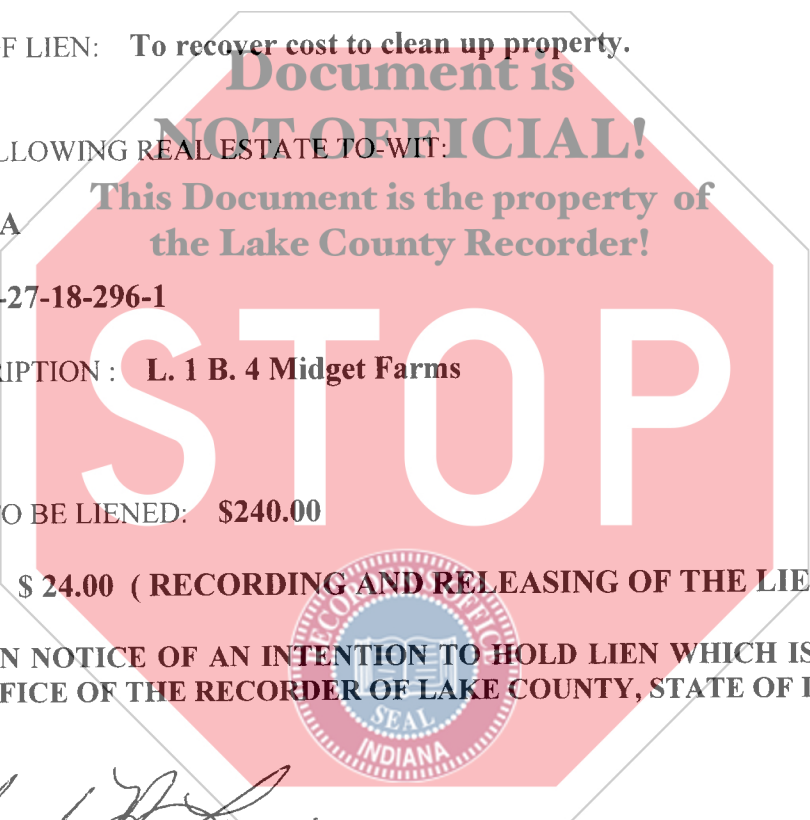 F LIEN: To recover cost to clean up property.
Document is
NOT OFFICIAL!
LLOWING REAL ESTATE TO-WIT:
This Document is the property of
A
the Lake County Recorder!
-27-18-296-1
RIPTION : L. 1 B. 4 Midget Farms
STOP
O BE LIENED: $240.00
$ 24.00 ( RECORDING AND RELEASING OF THE LIE
N NOTICE OF AN INTENTION TO HOLD LIEN WHICH IS
FFICE OF THE RECORDER OF LAKE COUNTY, STATE OF I
RECORDER'S OFFICE
SEAL
INDIANA